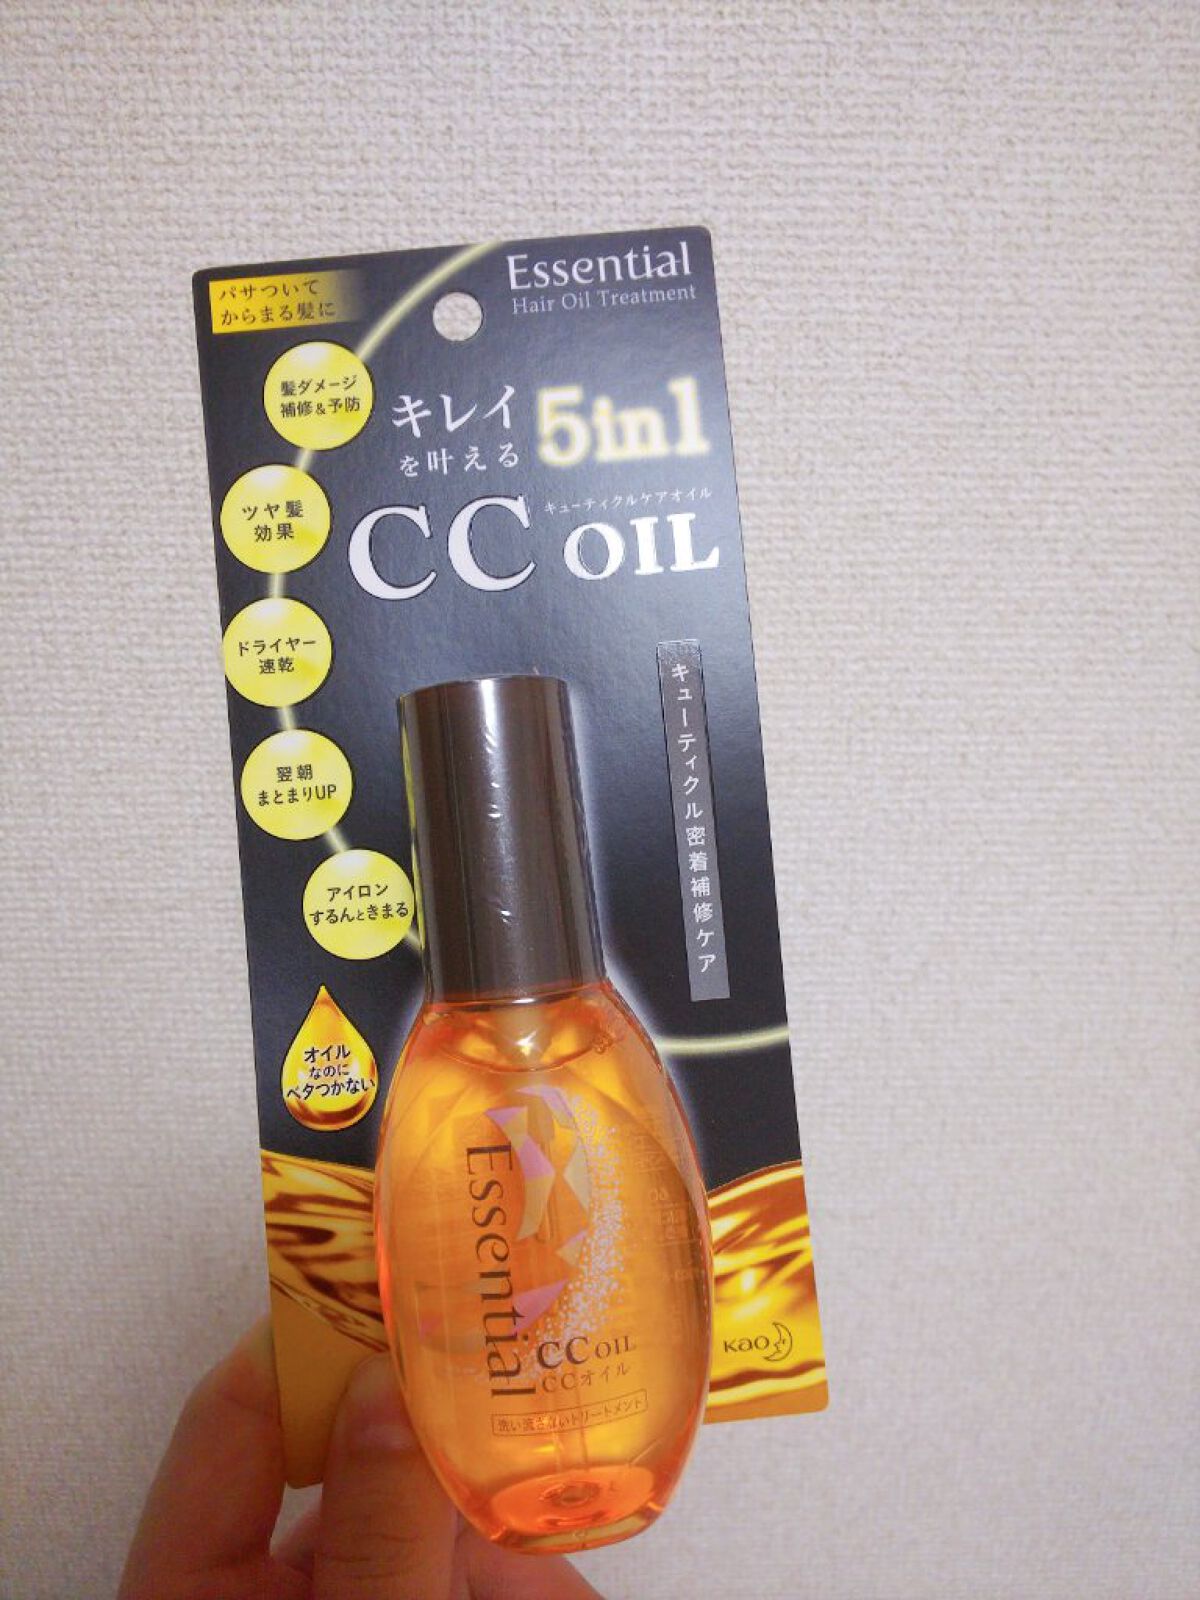 Essential
Hair Oil Treatment
パサついて
からまる髪に
髪ダメージ
補修&予防
キレイ
を叶える
5in1
ツヤ髪
効果
キューティクルケアオイル
CC OIL
ドライヤー
速乾
キューティクル密着補修ケア
翌朝
まとまりUP
アイロン
するんときまる
オイル
なのに
ベタつかない
Essential
CC OIL
CCオイル
洗い流さないトリートメント
Kao